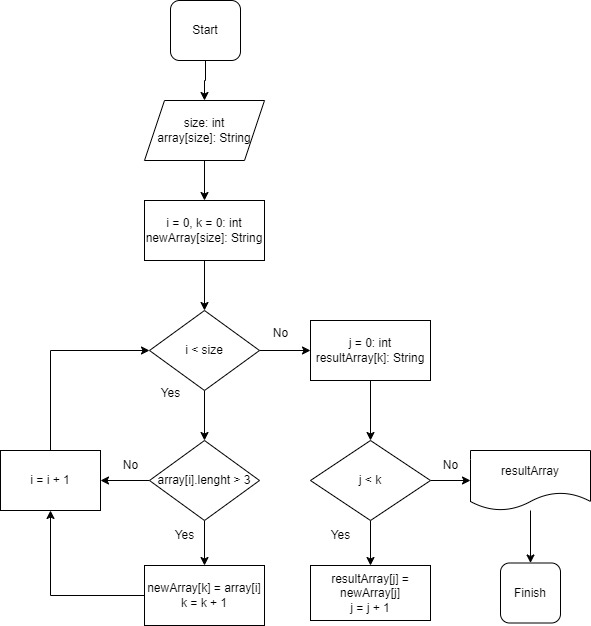 Start
size: int
array[size]: String
i = 0, k = 0: int
newArray[size]: String
i < size
No
j = 0: int
resultArray[k]: String
Yes
i = i + 1
No
array[i].lenght > 3
j < k
No
resultArray
Yes
Yes
newArray[k] = array[i]
k = k + 1
resultArray[j] =
newArray[j]
j = j + 1
Finish